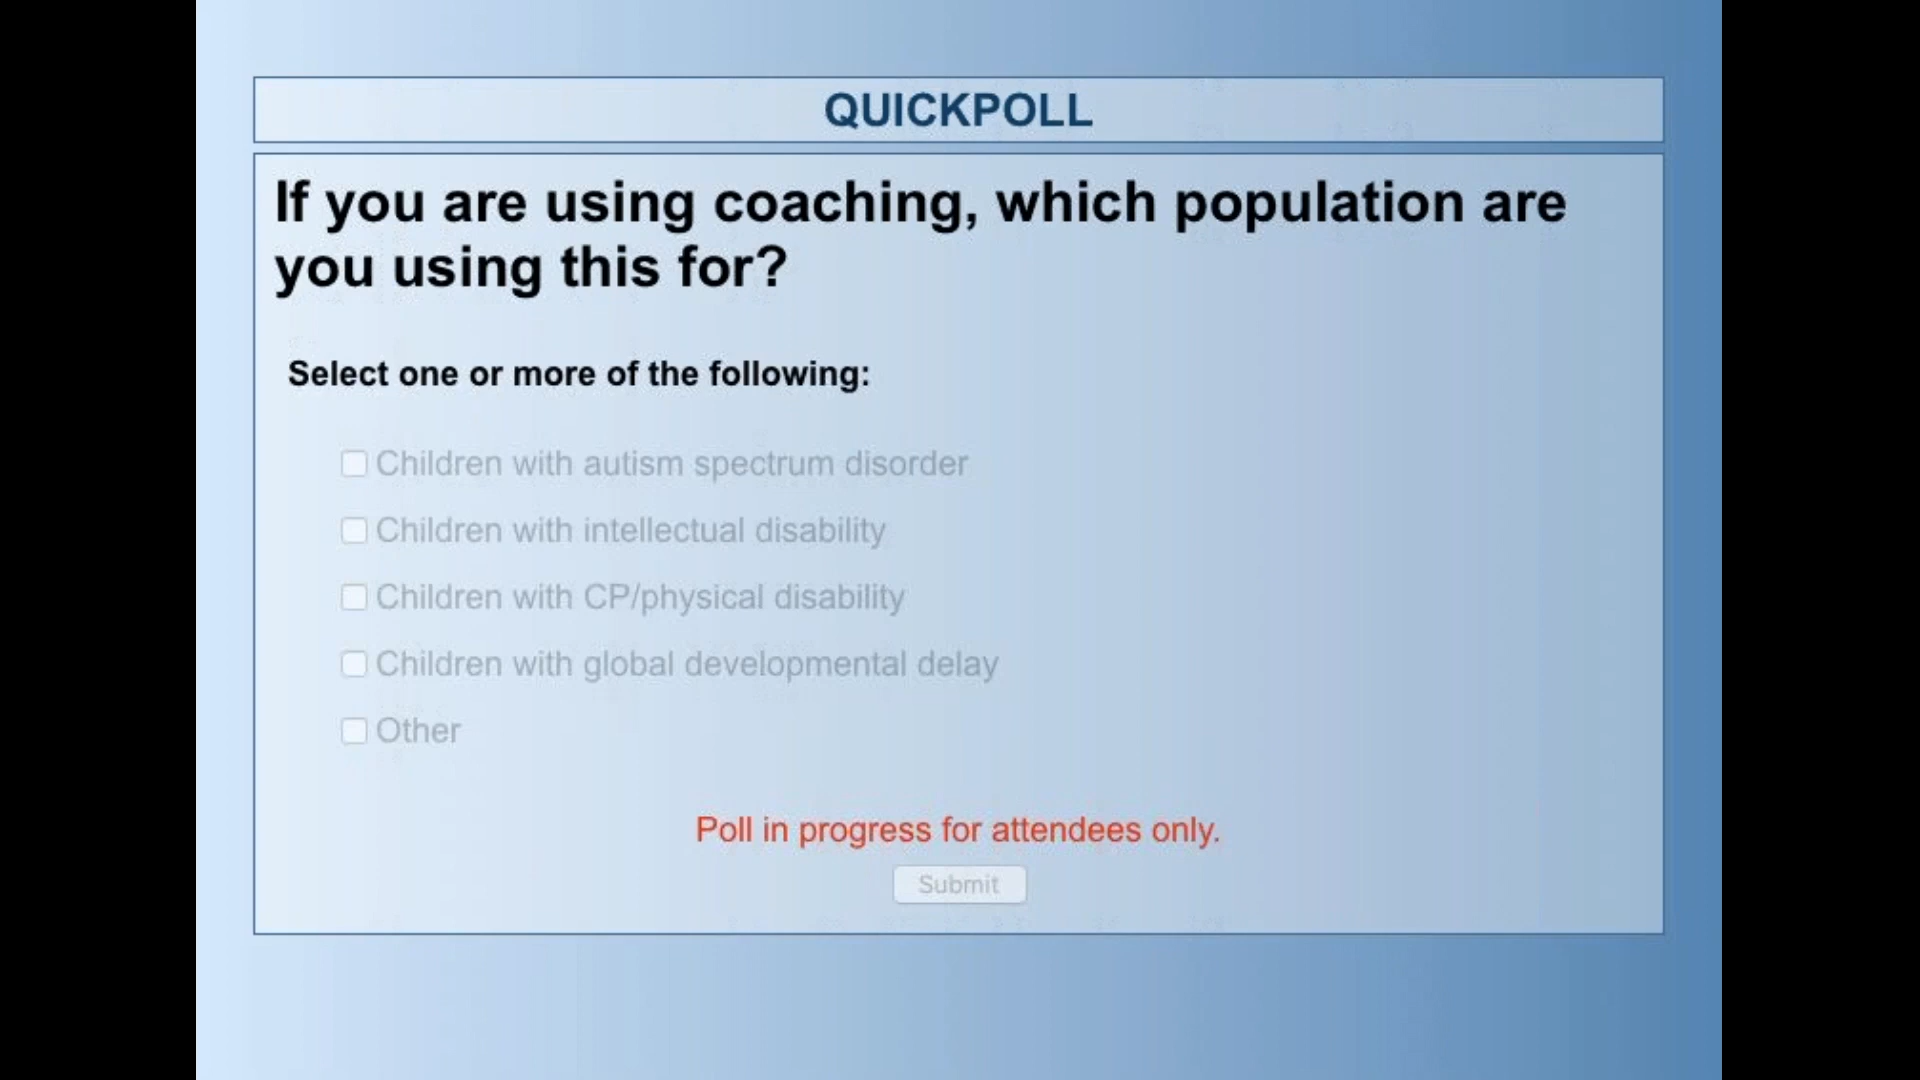 QUICKPOLL
If you are using coaching, which population are
you using this for?
Select one or more of the following:
Children with autism spectrum disorder
Children with intellectual disability
Children with CP/physical disability
Children with global developmental delay
Other
Poll in progress for attendees only.
Submit